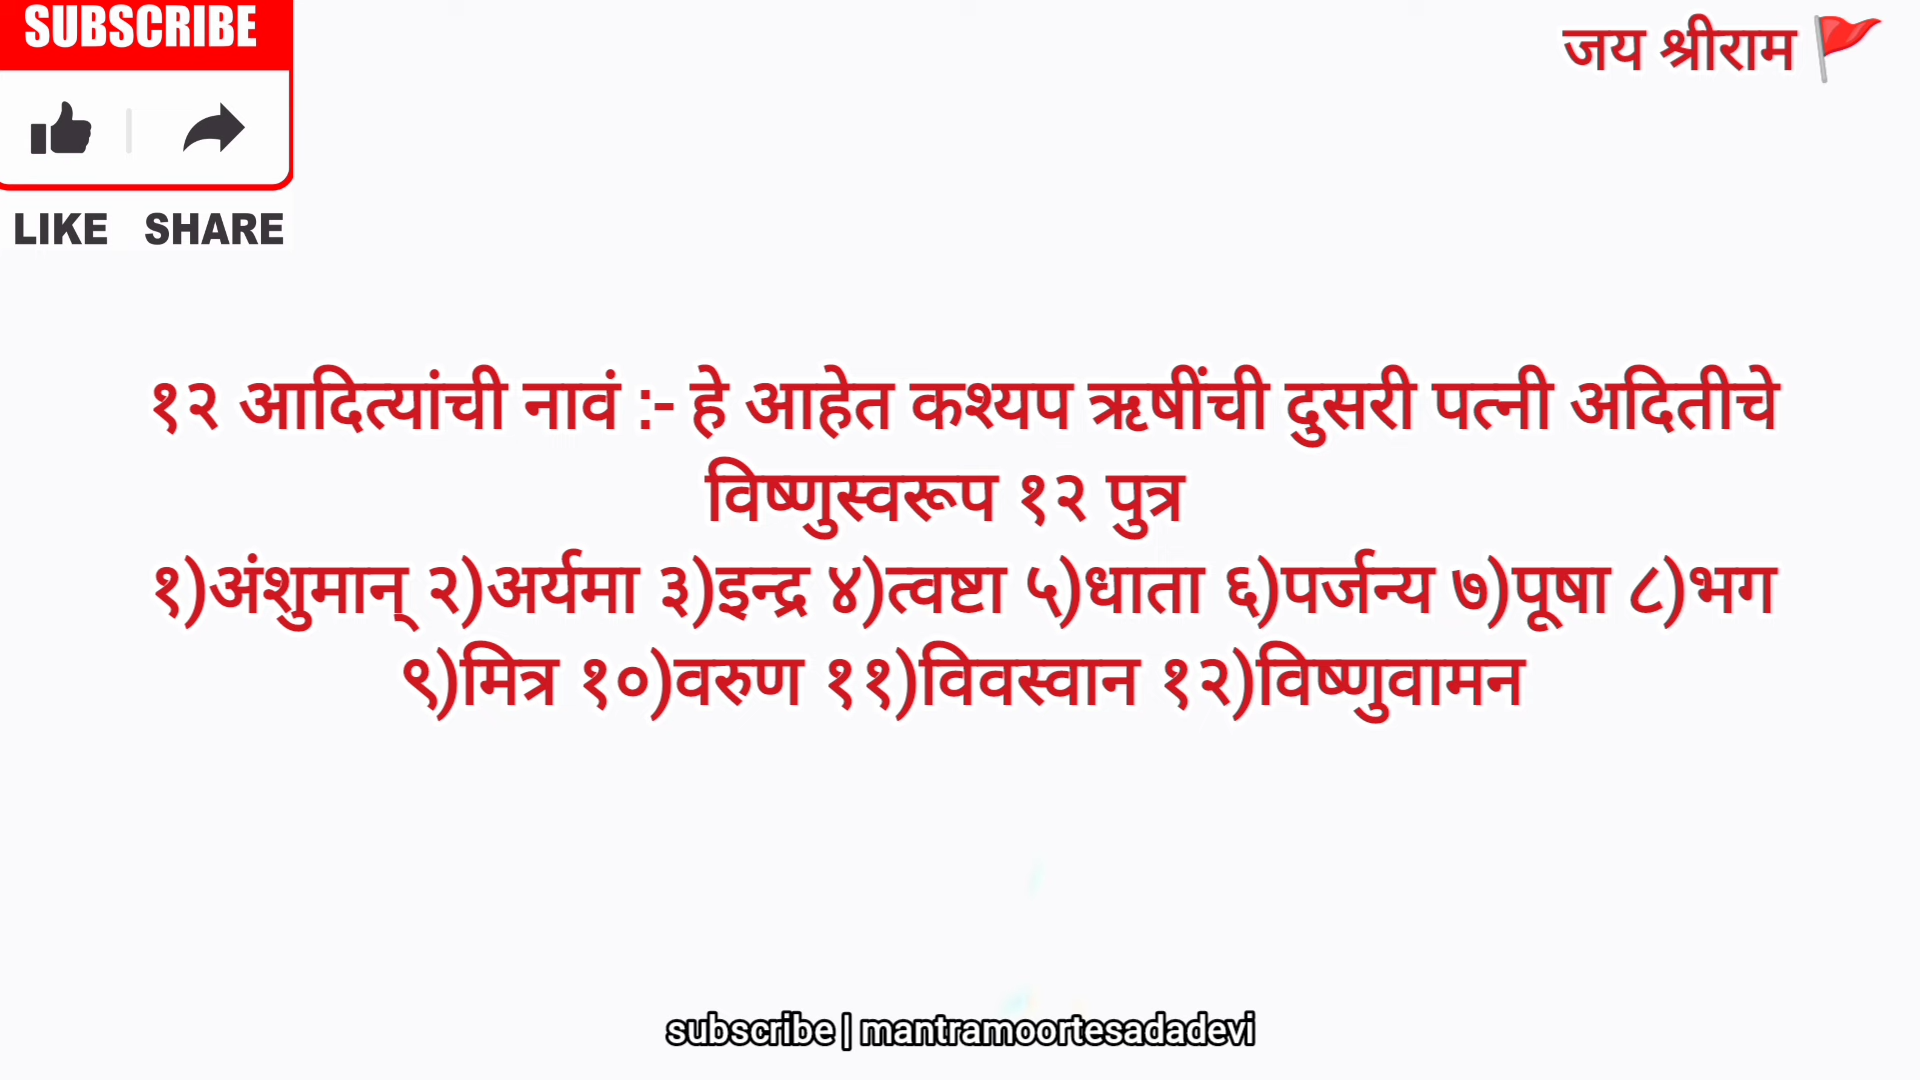 SUBSCRIBE
जय श्रीराम 🚩
LIKE SHARE
१२ आदित्यांची नावं :- हे आहेत कश्यप ऋषींची दुसरी पत्नी अदितीचे
विष्णुस्वरूप १२ पुत्र
१)अंशुमान् २)अर्यमा ३)इन्द्र ४)त्वष्टा ५)धाता ६)पर्जन्य ७)पूषा ८)भग
९)मित्र १०)वरुण ११)विवस्वान १२)विष्णुवामन
subscribe | mantramoortesadadevi